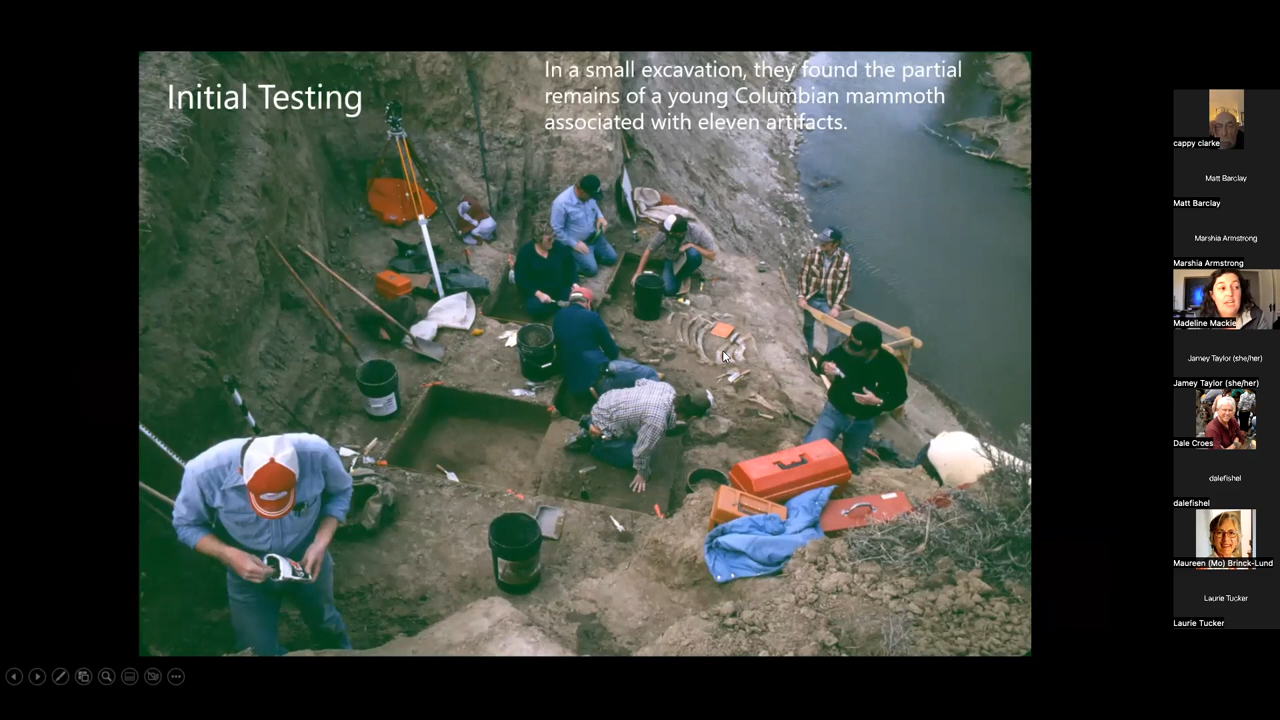 Initial Testing
In a small excavation, they found the partial
remains of a young Columbian mammoth
associated with eleven artifacts.
cappy clarke
Matt Barclay
Matt Barclay
Marshia Armstrong
Marshia Armstrong
Madeline Mackie
Jamey Taylor (she/her)
Jamey Taylor (she/her)
Dale Croes
dalefishel
dalefishel
Maureen (Mo) Brinck-Lund
Laurie Tucker
Laurie Tucker